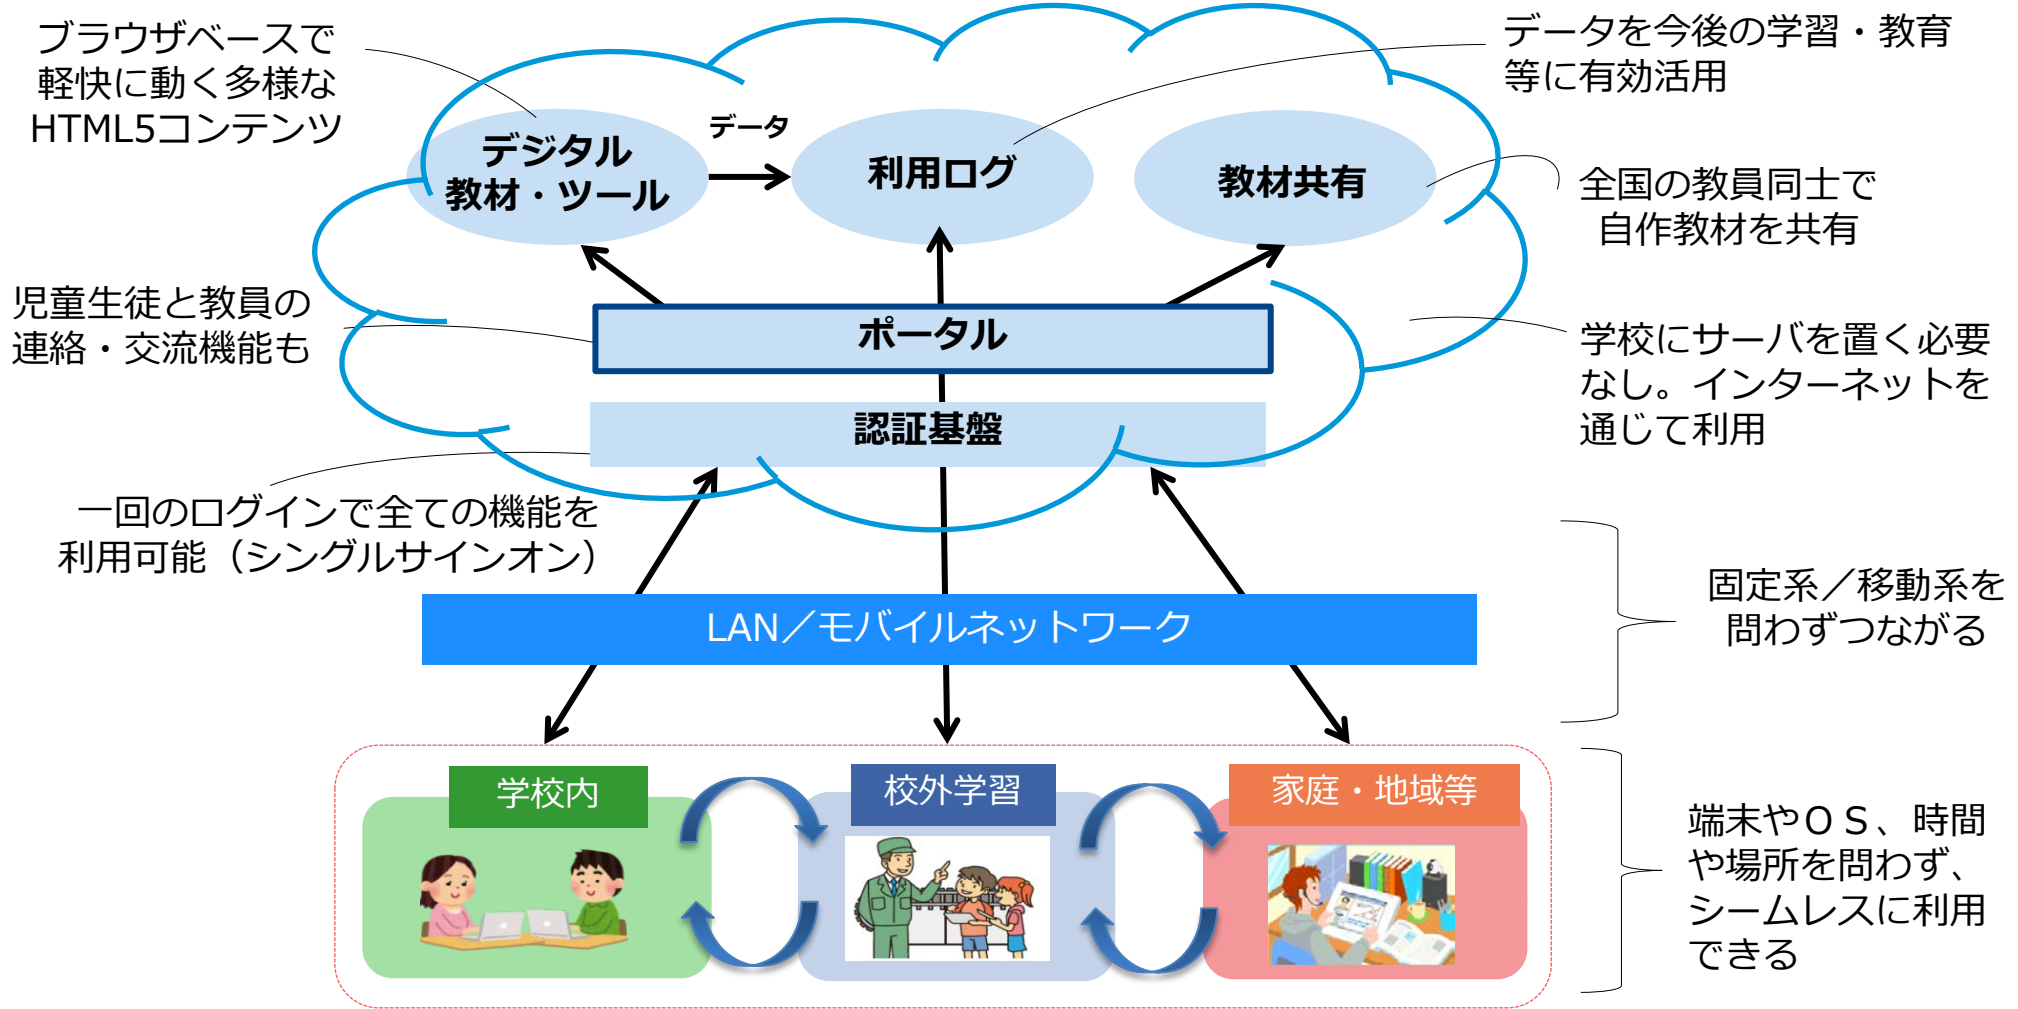 ブラウザベースで
軽快に動く多様な
HTML5コンテンツ
データを今後の学習・教育
等に有効活用
データ
デジタル
教材・ツール
利用ログ
教材共有
全国の教員同士で
自作教材を共有
児童生徒と教員の
連絡・交流機能も
ポータル
学校にサーバを置く必要
なし。インターネットを
通じて利用
認証基盤
一回のログインで全ての機能を
利用可能（シングルサインオン）
固定系／移動系を
問わずつながる
LAN／モバイルネットワーク
学校内
校外学習
家庭・地域等
端末やＯＳ、時間
や場所を問わず、
シームレスに利用
できる